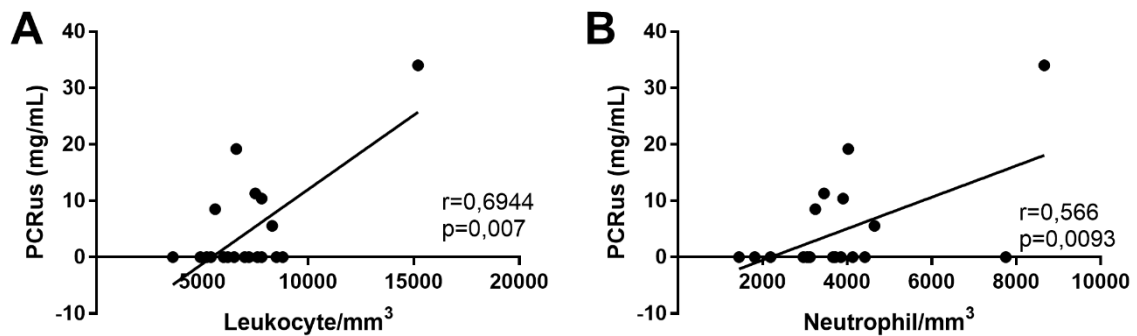 A
PCRus (mg/mL)
40
30
20
10
0
-10
5000
10000
15000
20000
r=0,6944
p=0,007
Leukocyte/mm³
B
PCRus (mg/mL)
40
30
20
10
0
-10
2000
4000
6000
8000
10000
r=0,566
p=0,0093
Neutrophil/mm³